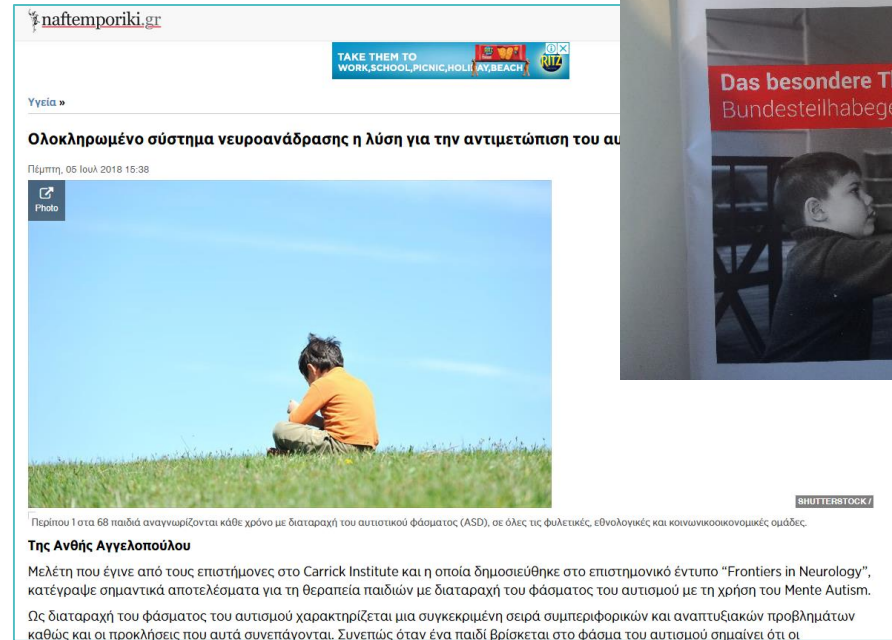 naftemporiki.gr
TAKE THEM TO
WORK,SCHOOL,PICNIC,HOLIDAY,BEACH
RITZ
Υγεία »
Ολοκληρωμένο σύστημα νευροανάδρασης η λύση για την αντιμετώπιση του
Πέμπτη, 05 Ιουλ 2018 15:38
Photo
SHUTTERSTOCK /
Περίπου 1 στα 68 παιδιά αναγνωρίζονται κάθε χρόνο με διαταραχή του αυτιστικού φάσματος (ASD), σε όλες τις φυλετικές, εθνολογικές και κοινωνικοοικονομικές ομάδες.
Της Ανθής Αγγελοπούλου
Μελέτη που έγινε από τους επιστήμονες στο Carrick Institute και η οποία δημοσιεύθηκε στο επιστημονικό έντυπο “Frontiers in Neurology”,
κατέγραψε σημαντικά αποτελέσματα για τη θεραπεία παιδιών με διαταραχή του φάσματος του αυτισμού με τη χρήση του Mente Autism.
Ως διαταραχή του φάσματος του αυτισμού χαρακτηρίζεται μια συγκεκριμένη σειρά συμπεριφορικών και αναπτυξιακών προβλημάτων
καθώς και οι προκλήσεις που αυτά συνεπάγονται. Συνεπώς όταν ένα παιδί βρίσκεται στο φάσμα του αυτισμού σημαίνει ότι οι
Das besondere